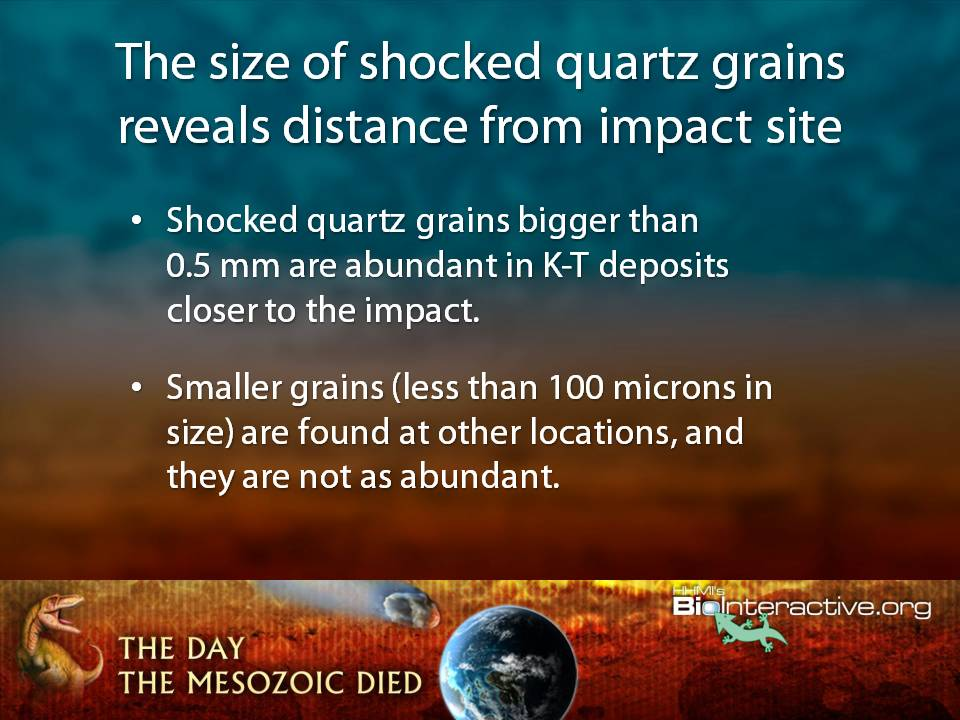 The size of shocked quartz grains
reveals distance from impact site
• Shocked quartz grains bigger than
0.5 mm are abundant in K-T deposits
closer to the impact.
• Smaller grains (less than 100 microns in
size) are found at other locations, and
they are not as abundant.
HHMI's
BioInteractive.org
THE DAY
THE MESOZOIC DIED